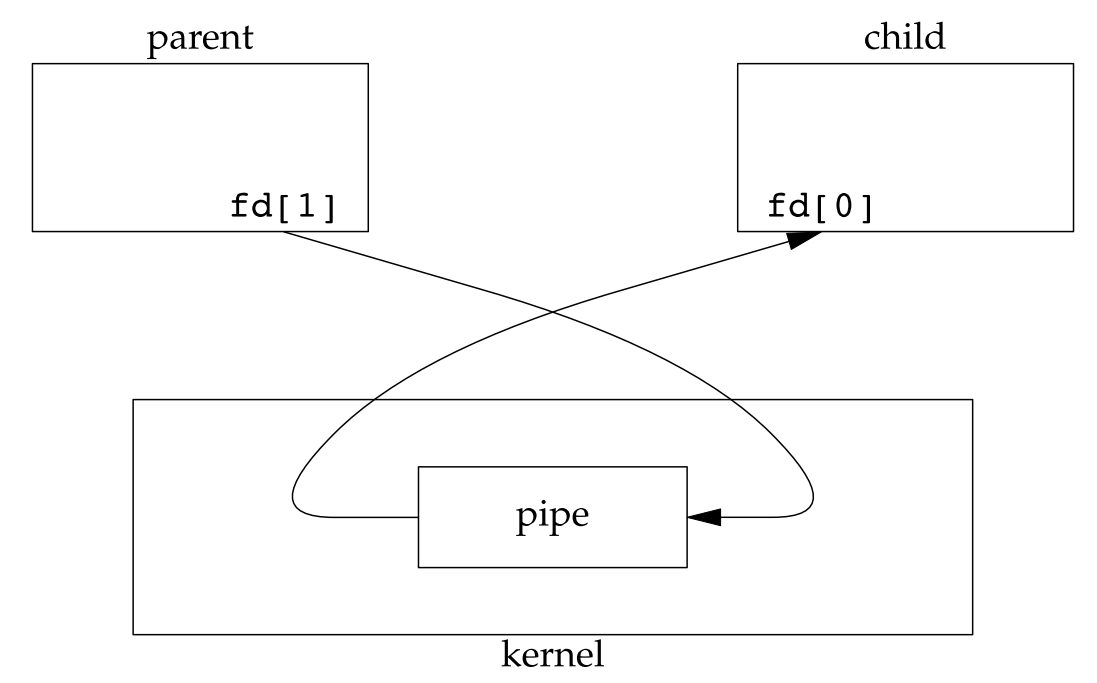 parent
child
fd[1]
fd[0]
pipe
kernel